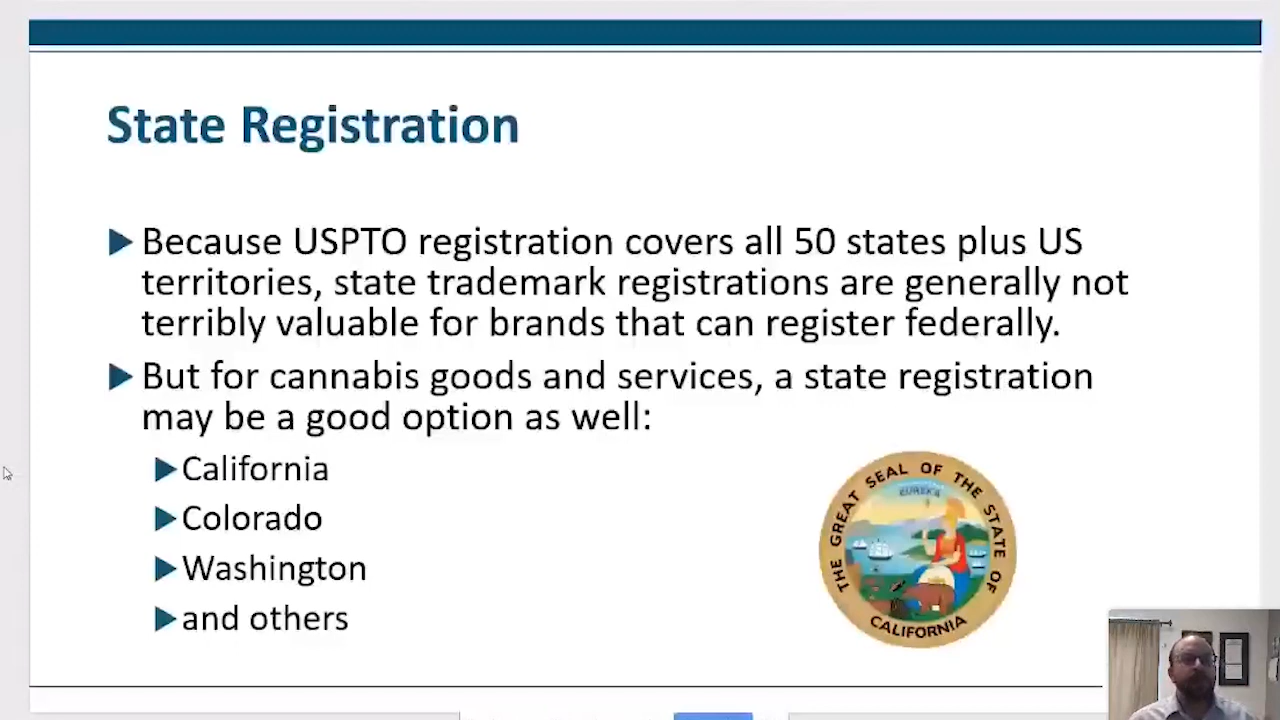 State Registration
Because USPTO registration covers all 50 states plus US
territories, state trademark registrations are generally not
terribly valuable for brands that can register federally.
But for cannabis goods and services, a state registration
may be a good option as well:
California
Colorado
Washington
and others
THE GREAT SEAL OF THE STATE OF
EUREKA
CALIFORNIA